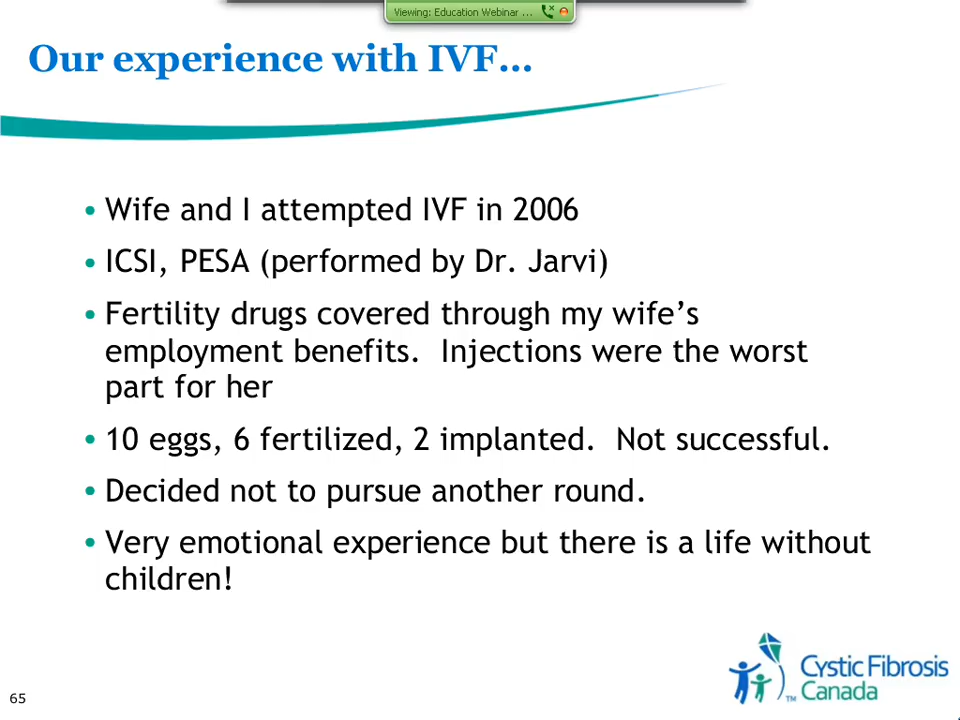 Viewing: Education Webinar ...
Our experience with IVF...
• Wife and I attempted IVF in 2006
• ICSI, PESA (performed by Dr. Jarvi)
• Fertility drugs covered through my wife’s
employment benefits.  Injections were the worst
part for her
• 10 eggs, 6 fertilized, 2 implanted.  Not successful.
• Decided not to pursue another round.
• Very emotional experience but there is a life without
children!
Cystic Fibrosis
Canada
TM
65